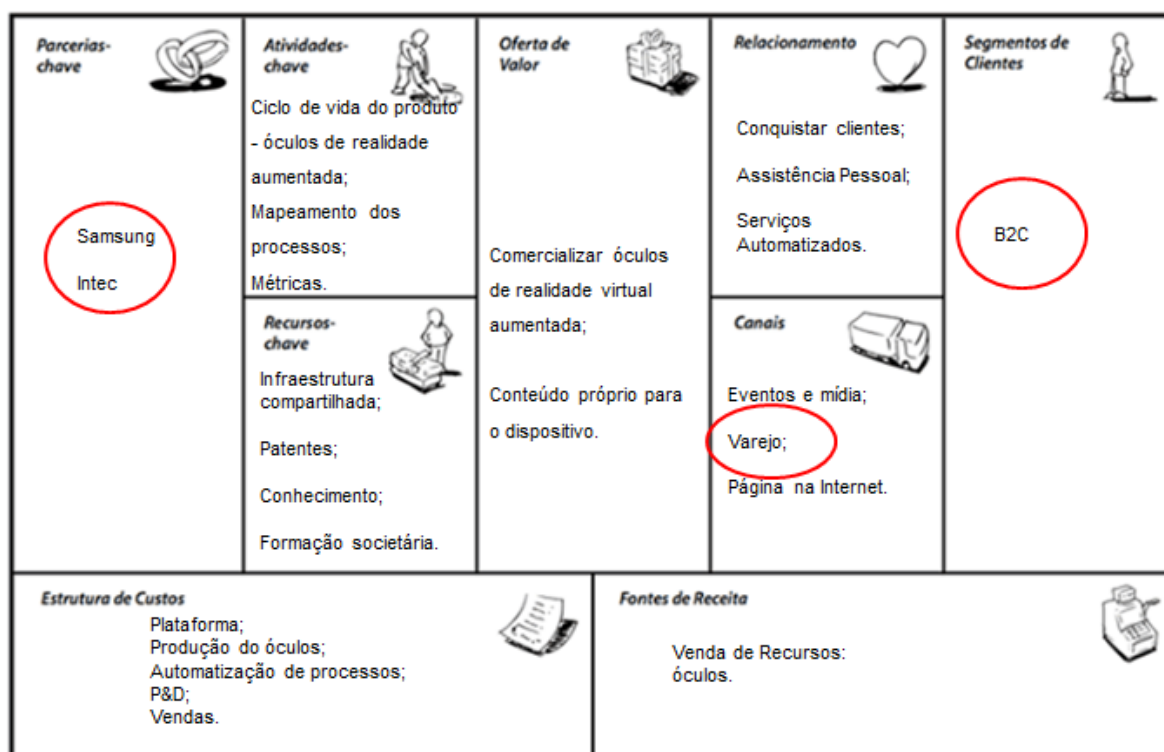 Parcerias-
chave
Samsung
Intec
Atividades-
chave
Ciclo de vida do produto
- óculos de realidade
aumentada;
Mapeamento dos
processos;
Métricas.
Recursos-
chave
Infraestrutura
compartilhada;
Patentes;
Conhecimento;
Formação societária.
Oferta de
Valor
Comercializar óculos
de realidade virtual
aumentada;
Conteúdo próprio para
o dispositivo.
Relacionamento
Conquistar clientes;
Assistência Pessoal;
Serviços
Automatizados.
Canais
Eventos e mídia;
Varejo;
Página na Internet.
Segmentos de
Clientes
B2C
Estrutura de Custos
Plataforma;
Produção do óculos;
Automatização de processos;
P&D;
Vendas.
Fontes de Receita
Venda de Recursos:
óculos.